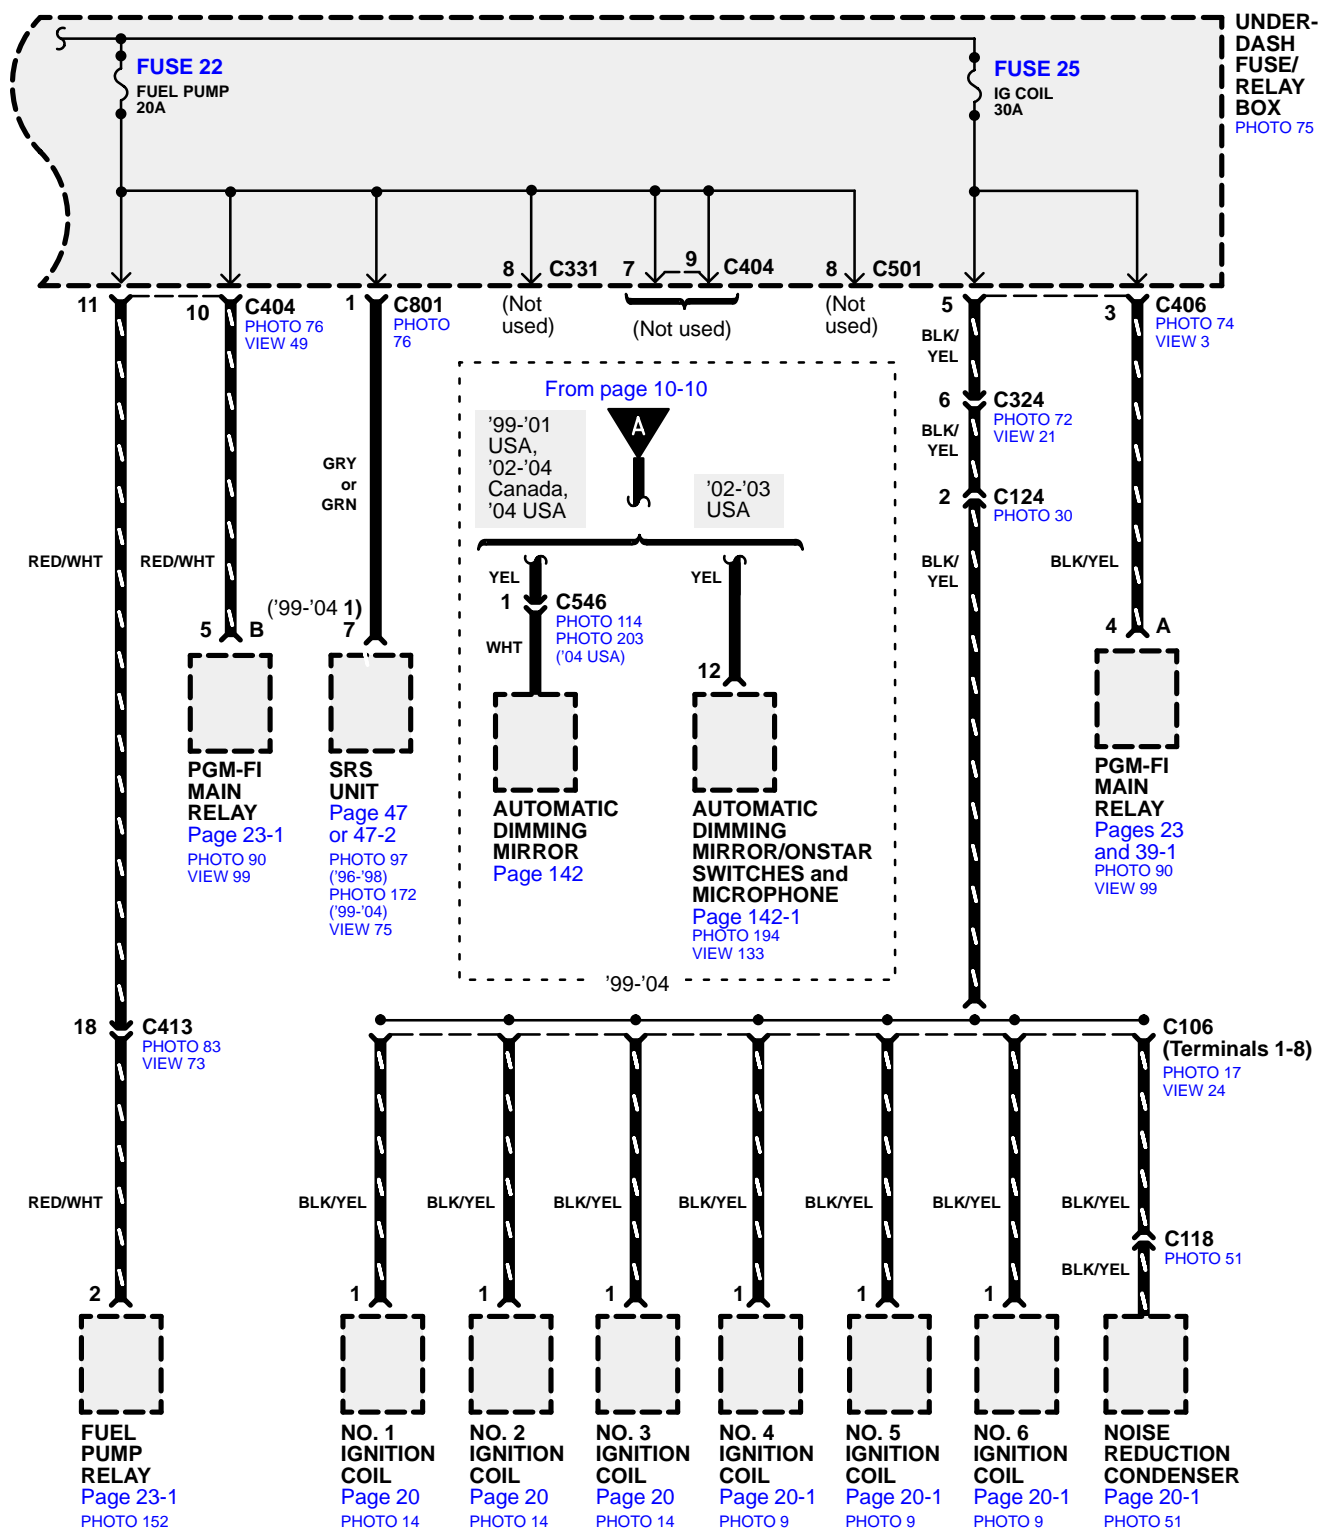 UNDER-
DASH
FUSE/
RELAY
BOX
PHOTO 75
FUSE 22
FUEL PUMP
20A
FUSE 25
IG COIL
30A
8 C331
7 9 C404
8 C501
(Not
used)
(Not used)
(Not
used)
11
10 C404
PHOTO 76
VIEW 49
1 C801
PHOTO
76
5
3 C406
PHOTO 74
VIEW 3
BLK/
YEL
6 C324
PHOTO 72
VIEW 21
BLK/
YEL
2 C124
PHOTO 30
BLK/
YEL
BLK/YEL
4 A
From page 10-10
A
'99-'01
USA,
'02-'04
Canada,
'04 USA
'02-'03
USA
GRY
or
GRN
RED/WHT
RED/WHT
('99-'04 1)
7
5 B
YEL
1 C546
PHOTO 114
PHOTO 203
('04 USA)
WHT
YEL
12
PGM-FI
MAIN
RELAY
Page 23-1
PHOTO 90
VIEW 99
SRS
UNIT
Page 47
or 47-2
PHOTO 97
('96-'98)
PHOTO 172
('99-'04)
VIEW 75
AUTOMATIC
DIMMING
MIRROR
Page 142
AUTOMATIC
DIMMING
MIRROR/ONSTAR
SWITCHES and
MICROPHONE
Page 142-1
PHOTO 194
VIEW 133
PGM-FI
MAIN
RELAY
Pages 23
and 39-1
PHOTO 90
VIEW 99
'99-'04
18 C413
PHOTO 83
VIEW 73
C106
(Terminals 1-8)
PHOTO 17
VIEW 24
RED/WHT
BLK/YEL
BLK/YEL
BLK/YEL
BLK/YEL
BLK/YEL
BLK/YEL
BLK/YEL
C118
PHOTO 51
BLK/YEL
2
1
1
1
1
1
1
FUEL
PUMP
RELAY
Page 23-1
PHOTO 152
NO. 1
IGNITION
COIL
Page 20
PHOTO 14
NO. 2
IGNITION
COIL
Page 20
PHOTO 14
NO. 3
IGNITION
COIL
Page 20
PHOTO 14
NO. 4
IGNITION
COIL
Page 20-1
PHOTO 9
NO. 5
IGNITION
COIL
Page 20-1
PHOTO 9
NO. 6
IGNITION
COIL
Page 20-1
PHOTO 9
NOISE
REDUCTION
CONDENSER
Page 20-1
PHOTO 51